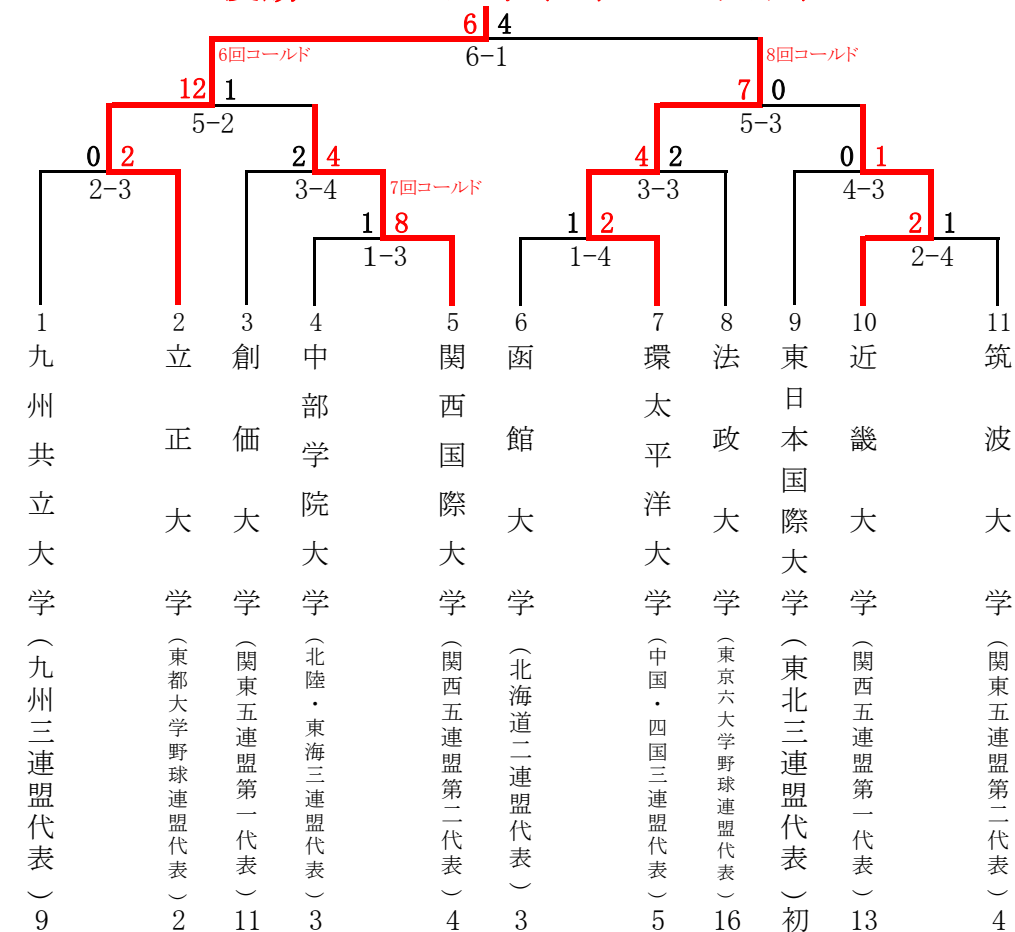 6 4
6回コールド
6-1
8回コールド
12 1
7 0
5-2
5-3
0 2
2 4
4 2
0 1
2-3
3-4
7回コールド
3-3
4-3
1 8
1 2
2 1
1-3
1-4
2-4
1 2 3 4 5 6 7 8 9 10 11
九州共立大学(九州三連盟代表)
立正大学(東都大学野球連盟代表)
創価大学(関東五連盟第一代表)
中部学院大学(北陸・東海三連盟代表)
関西国際大学(関西五連盟第二代表)
函館大学(北海道二連盟代表)
環太平洋大学(中国・四国三連盟代表)
法政大学(東京六大学野球連盟代表)
東日本国際大学(東北三連盟代表)
近畿大学(関西五連盟第一代表)
筑波大学(関東五連盟第二代表)
9 2 11 3 4 3 5 16 初 13 4